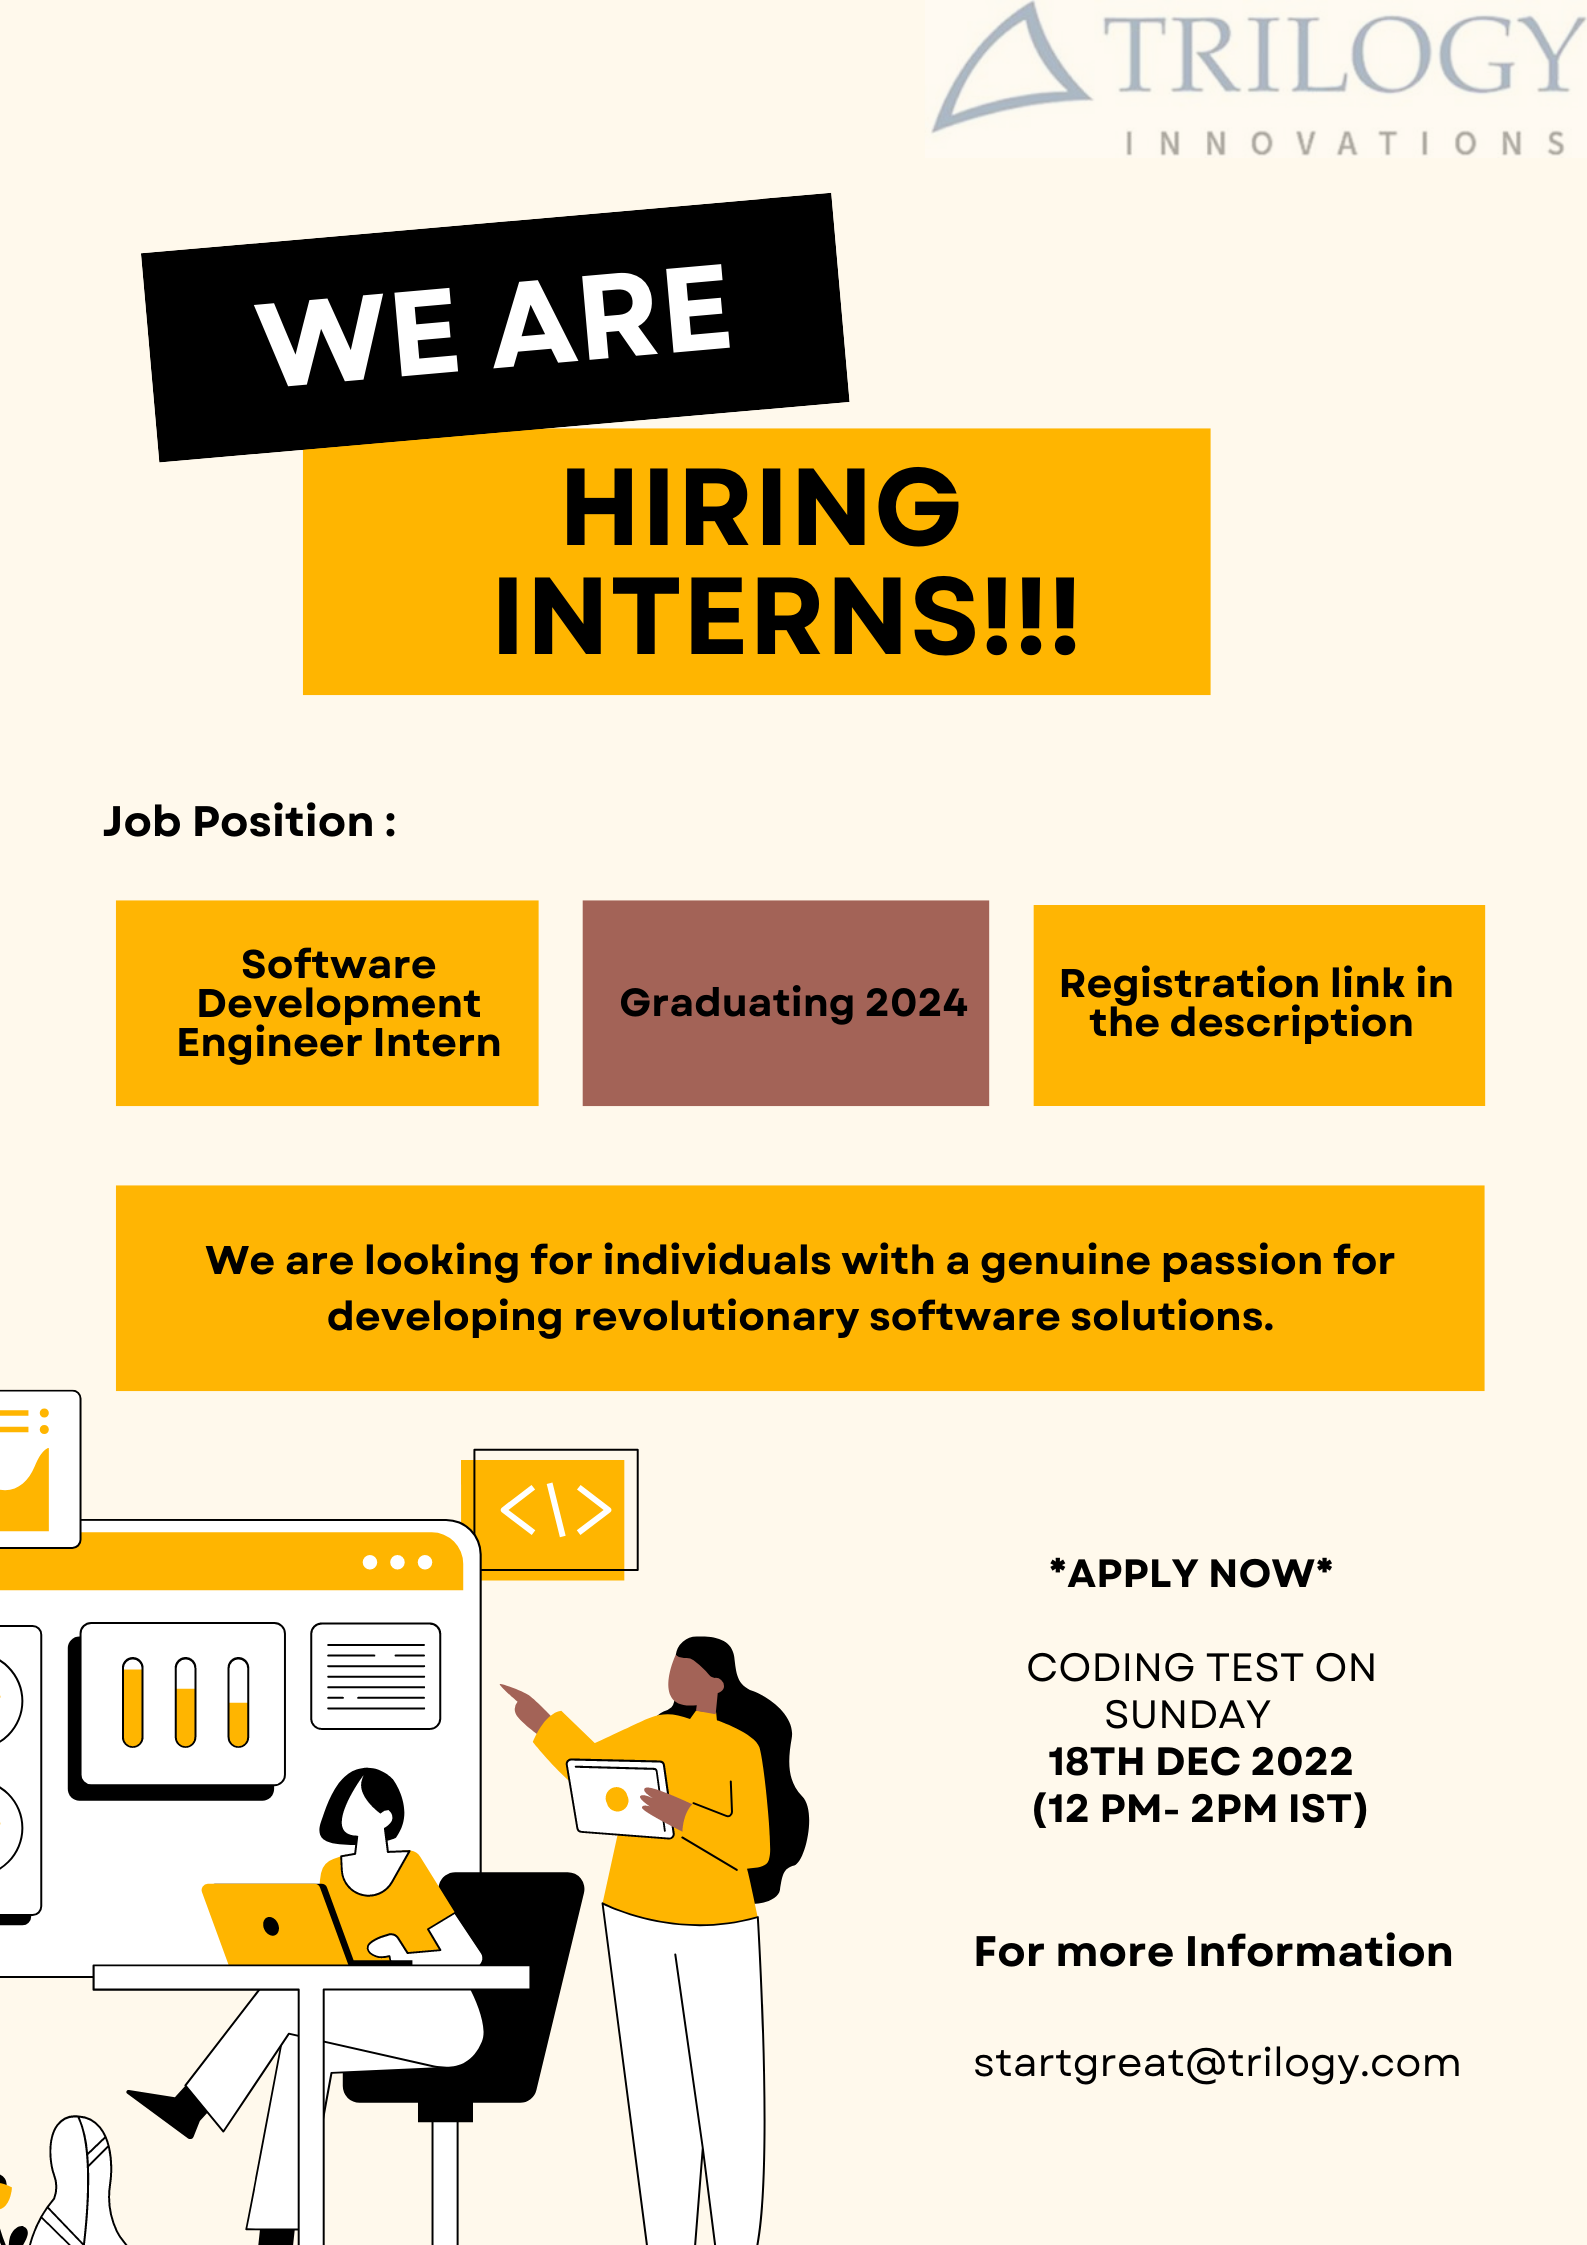 TRILOGY
INNOVATIONS
WE ARE
HIRING
INTERNS!!!
Job Position :
Software
Development
Engineer Intern
Graduating 2024
Registration link in
the description
We are looking for individuals with a genuine passion for
developing revolutionary software solutions.
<\>
*APPLY NOW*
CODING TEST ON
SUNDAY
18TH DEC 2022
(12 PM- 2PM IST)
For more Information
startgreat@trilogy.com